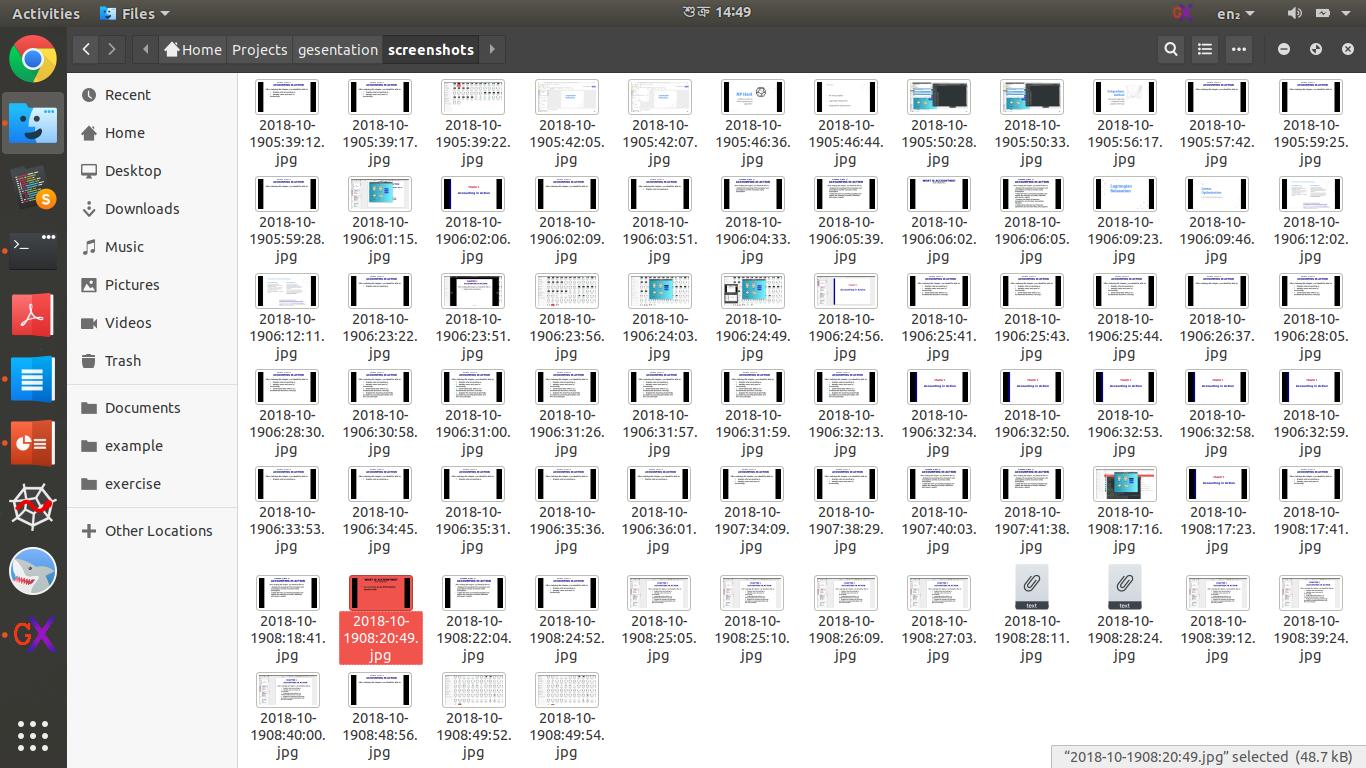 Activities Files শুক্র 14:49 en₂
Home Projects gesentation screenshots
Recent
Home
Desktop
Downloads
Music
Pictures
Videos
Trash
Documents
example
exercise
Other Locations
2018-10-1905:39:12.jpg 2018-10-1905:39:17.jpg 2018-10-1905:39:22.jpg 2018-10-1905:42:05.jpg 2018-10-1905:42:07.jpg 2018-10-1905:46:36.jpg 2018-10-1905:46:44.jpg 2018-10-1905:50:28.jpg 2018-10-1905:50:33.jpg 2018-10-1905:56:17.jpg 2018-10-1905:57:42.jpg 2018-10-1905:59:25.jpg
2018-10-1905:59:28.jpg 2018-10-1906:01:15.jpg 2018-10-1906:02:06.jpg 2018-10-1906:02:09.jpg 2018-10-1906:03:51.jpg 2018-10-1906:04:33.jpg 2018-10-1906:05:39.jpg 2018-10-1906:06:02.jpg 2018-10-1906:06:05.jpg 2018-10-1906:09:23.jpg 2018-10-1906:09:46.jpg 2018-10-1906:12:02.jpg
2018-10-1906:12:11.jpg 2018-10-1906:23:22.jpg 2018-10-1906:23:51.jpg 2018-10-1906:23:56.jpg 2018-10-1906:24:03.jpg 2018-10-1906:24:49.jpg 2018-10-1906:24:56.jpg 2018-10-1906:25:41.jpg 2018-10-1906:25:43.jpg 2018-10-1906:25:44.jpg 2018-10-1906:26:37.jpg 2018-10-1906:28:05.jpg
2018-10-1906:28:30.jpg 2018-10-1906:30:58.jpg 2018-10-1906:31:00.jpg 2018-10-1906:31:26.jpg 2018-10-1906:31:57.jpg 2018-10-1906:31:59.jpg 2018-10-1906:32:13.jpg 2018-10-1906:32:34.jpg 2018-10-1906:32:50.jpg 2018-10-1906:32:53.jpg 2018-10-1906:32:58.jpg 2018-10-1906:32:59.jpg
2018-10-1906:33:53.jpg 2018-10-1906:34:45.jpg 2018-10-1906:35:31.jpg 2018-10-1906:35:36.jpg 2018-10-1906:36:01.jpg 2018-10-1907:34:09.jpg 2018-10-1907:38:29.jpg 2018-10-1907:40:03.jpg 2018-10-1907:41:38.jpg 2018-10-1908:17:16.jpg 2018-10-1908:17:23.jpg 2018-10-1908:17:41.jpg
2018-10-1908:18:41.jpg 2018-10-1908:20:49.jpg 2018-10-1908:22:04.jpg 2018-10-1908:24:52.jpg 2018-10-1908:25:05.jpg 2018-10-1908:25:10.jpg 2018-10-1908:26:09.jpg 2018-10-1908:27:03.jpg 2018-10-1908:28:11.jpg 2018-10-1908:28:24.jpg 2018-10-1908:39:12.jpg 2018-10-1908:39:24.jpg
2018-10-1908:40:00.jpg 2018-10-1908:48:56.jpg 2018-10-1908:49:52.jpg 2018-10-1908:49:54.jpg
"2018-10-1908:20:49.jpg" selected (48.7 kB)